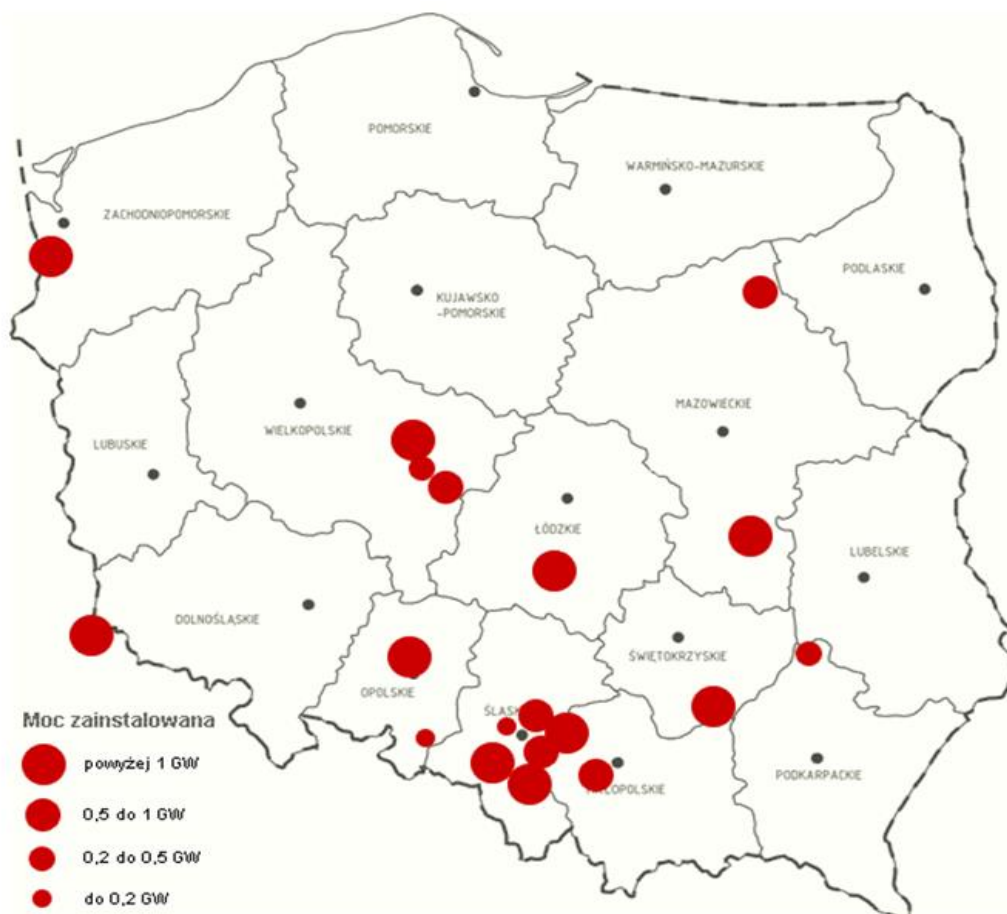 POMORSKIE
WARMIŃSKO-MAZURSKIE
ZACHODNIOPOMORSKIE
PODLASKIE
KUJAWSKO
-POMORSKIE
MAZOWIECKIE
WIELKOPOLSKIE
LUBUSKIE
ŁÓDZKIE
LUBELSKIE
DOLNOŚLĄSKIE
ŚWIĘTOKRZYSKIE
OPOLSKIE
PODKARPACKIE
Moc zainstalowana
powyżej 1 GW
0,5 do 1 GW
0,2 do 0,5 GW
do 0,2 GW